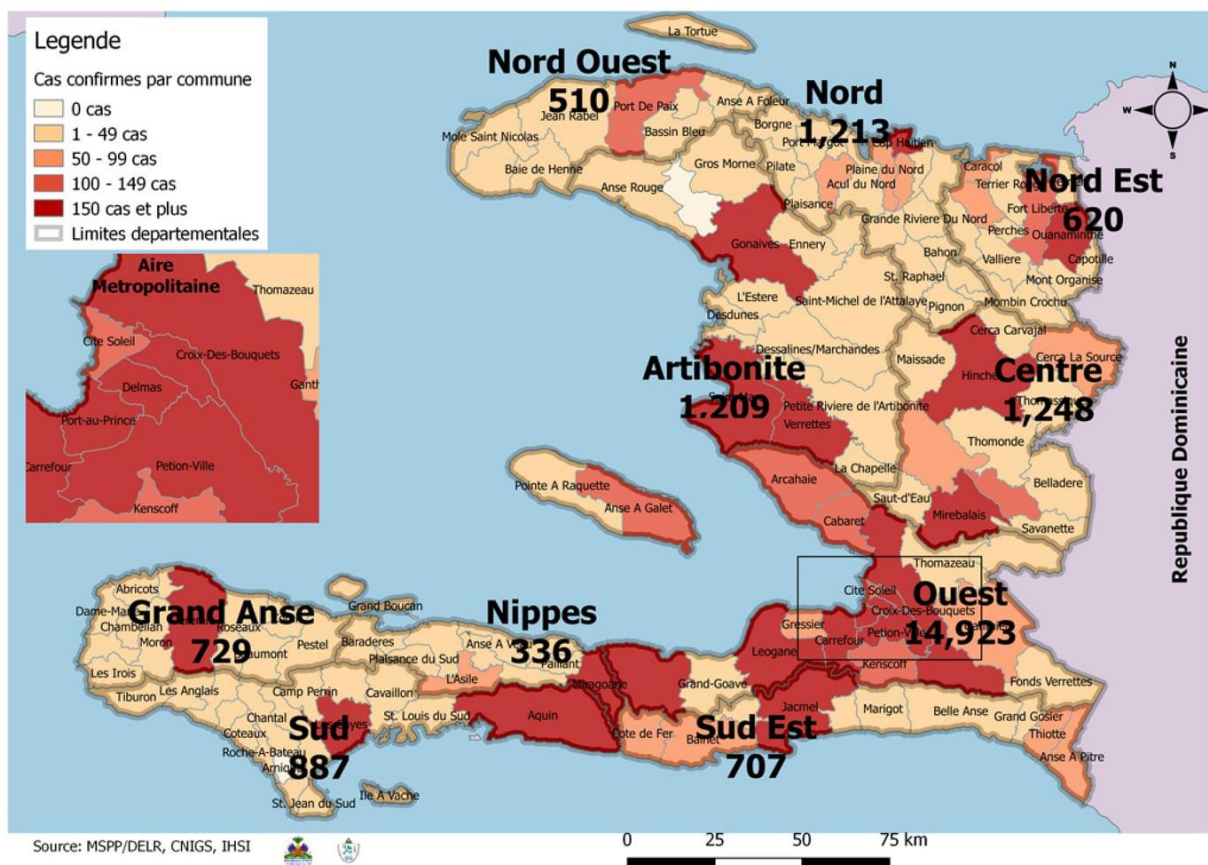 Legende
Cas confirmes par commune
0 cas
1 - 49 cas
50 - 99 cas
100 - 149 cas
150 cas et plus
Limites departementales
Aire
Metropolitaine
Thomazeau
Cite Soleil
Croix-Des-Bouquets
Ganth
Delmas
Port-au-Prince
Carrefour
Petion-Ville
Kenscoff
La Tortue
Nord Ouest
510
Port De Paix
Jean Rabel
Anse A Foleur
Mole Saint Nicolas
Bassin Bleu
Baie de Henne
Nord
1,213
Borgne
Port Margot
Cap Haitien
Pilate
Plaine du Nord
Acul du Nord
Plaisance
Grande Riviere Du Nord
Bahon
St. Raphael
Pignon
N
W
E
S
Nord Est
620
Caracol
Terrier Rouge
Fort Liberte
Ouanaminthe
Perches
Capotille
Valliere
Mont Organise
Mombin Crochu
Gros Morne
Anse Rouge
Gonaives
Ennery
L'Estere
Saint-Michel de l'Attalaye
Desdunes
Dessalines/Marchandes
Artibonite
1,209
Petite Riviere de l'Artibonite
Verrettes
La Chapelle
Cerca Carvajal
Maissade
Cerca La Source
Hinche
Centre
1,248
Thomassique
Thomonde
Belladere
Saut-d'Eau
Mirebalais
Savanette
Republique Dominicaine
Pointe A Raquette
Anse A Galet
Arcahaie
Cabaret
Thomazeau
Cite Soleil
Ouest
14,923
Croix-Des-Bouquets
Gressier
Carrefour
Petion-Ville
Leogane
Kenscoff
Grand-Goave
Fonds Verrettes
Abricots
Dame-Marie
Grand Anse
729
Chambellan
Moron
Roseaux
Beaumont
Pestel
Les Irois
Grand Boucan
Nippes
336
Baraderes
Anse A Veau
Plaisance du Sud
Paillant
L'Asile
Miragoane
Tiburon
Les Anglais
Camp Perrin
Cavaillon
St. Louis du Sud
Aquin
Chantal
Les Cayes
Sud
887
Coteaux
Roche-A-Bateau
Arniquet
St. Jean du Sud
Ile A Vache
Jacmel
Sud Est
707
Cote de Fer
Bainet
Marigot
Belle Anse
Grand Gosier
Thiotte
Anse A Pitre
Source: MSPP/DELR, CNIGS, IHSI
0 25 50 75 km